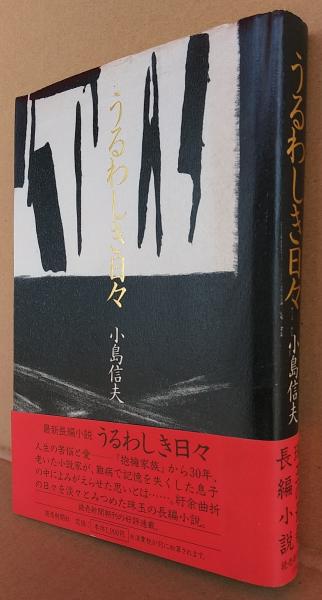 うるわしき日々
小島信夫
最新長編小説 うるわしき日々
人生の苦悩と愛――『抱擁家族』から30年。
老いた小説家が、難病で記憶を失くした息子
の中によみがえらせた思いとは……。紆余曲折
の日々を淡々とみつめた珠玉の長編小説。
読売新聞朝刊の好評連載。
読売新聞社
うるわしき日々
小島信夫
長編小説